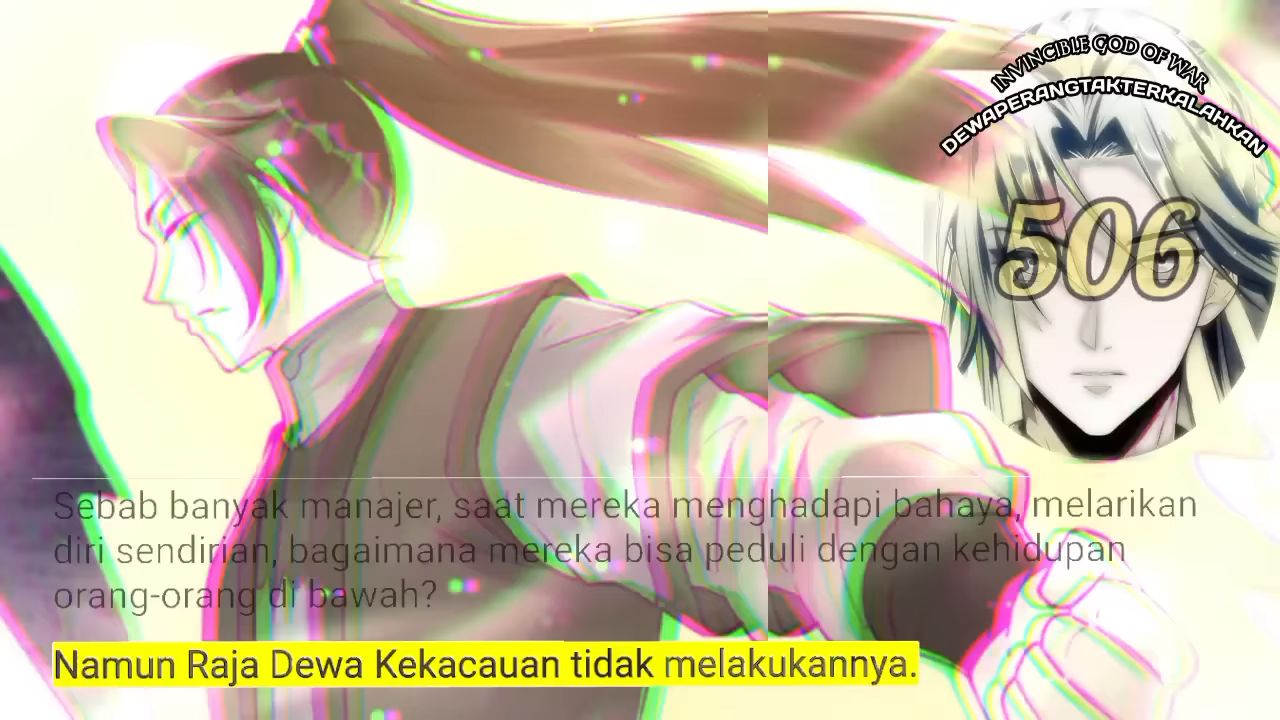 INVINCIBLE GOD OF WAR
DEWAPERANGTAKTERKALAHKAN
506
Sebab banyak manajer, saat mereka menghadapi bahaya, melarikan
diri sendirian, bagaimana mereka bisa peduli dengan kehidupan
orang-orang di bawah?
Namun Raja Dewa Kekacauan tidak melakukannya.